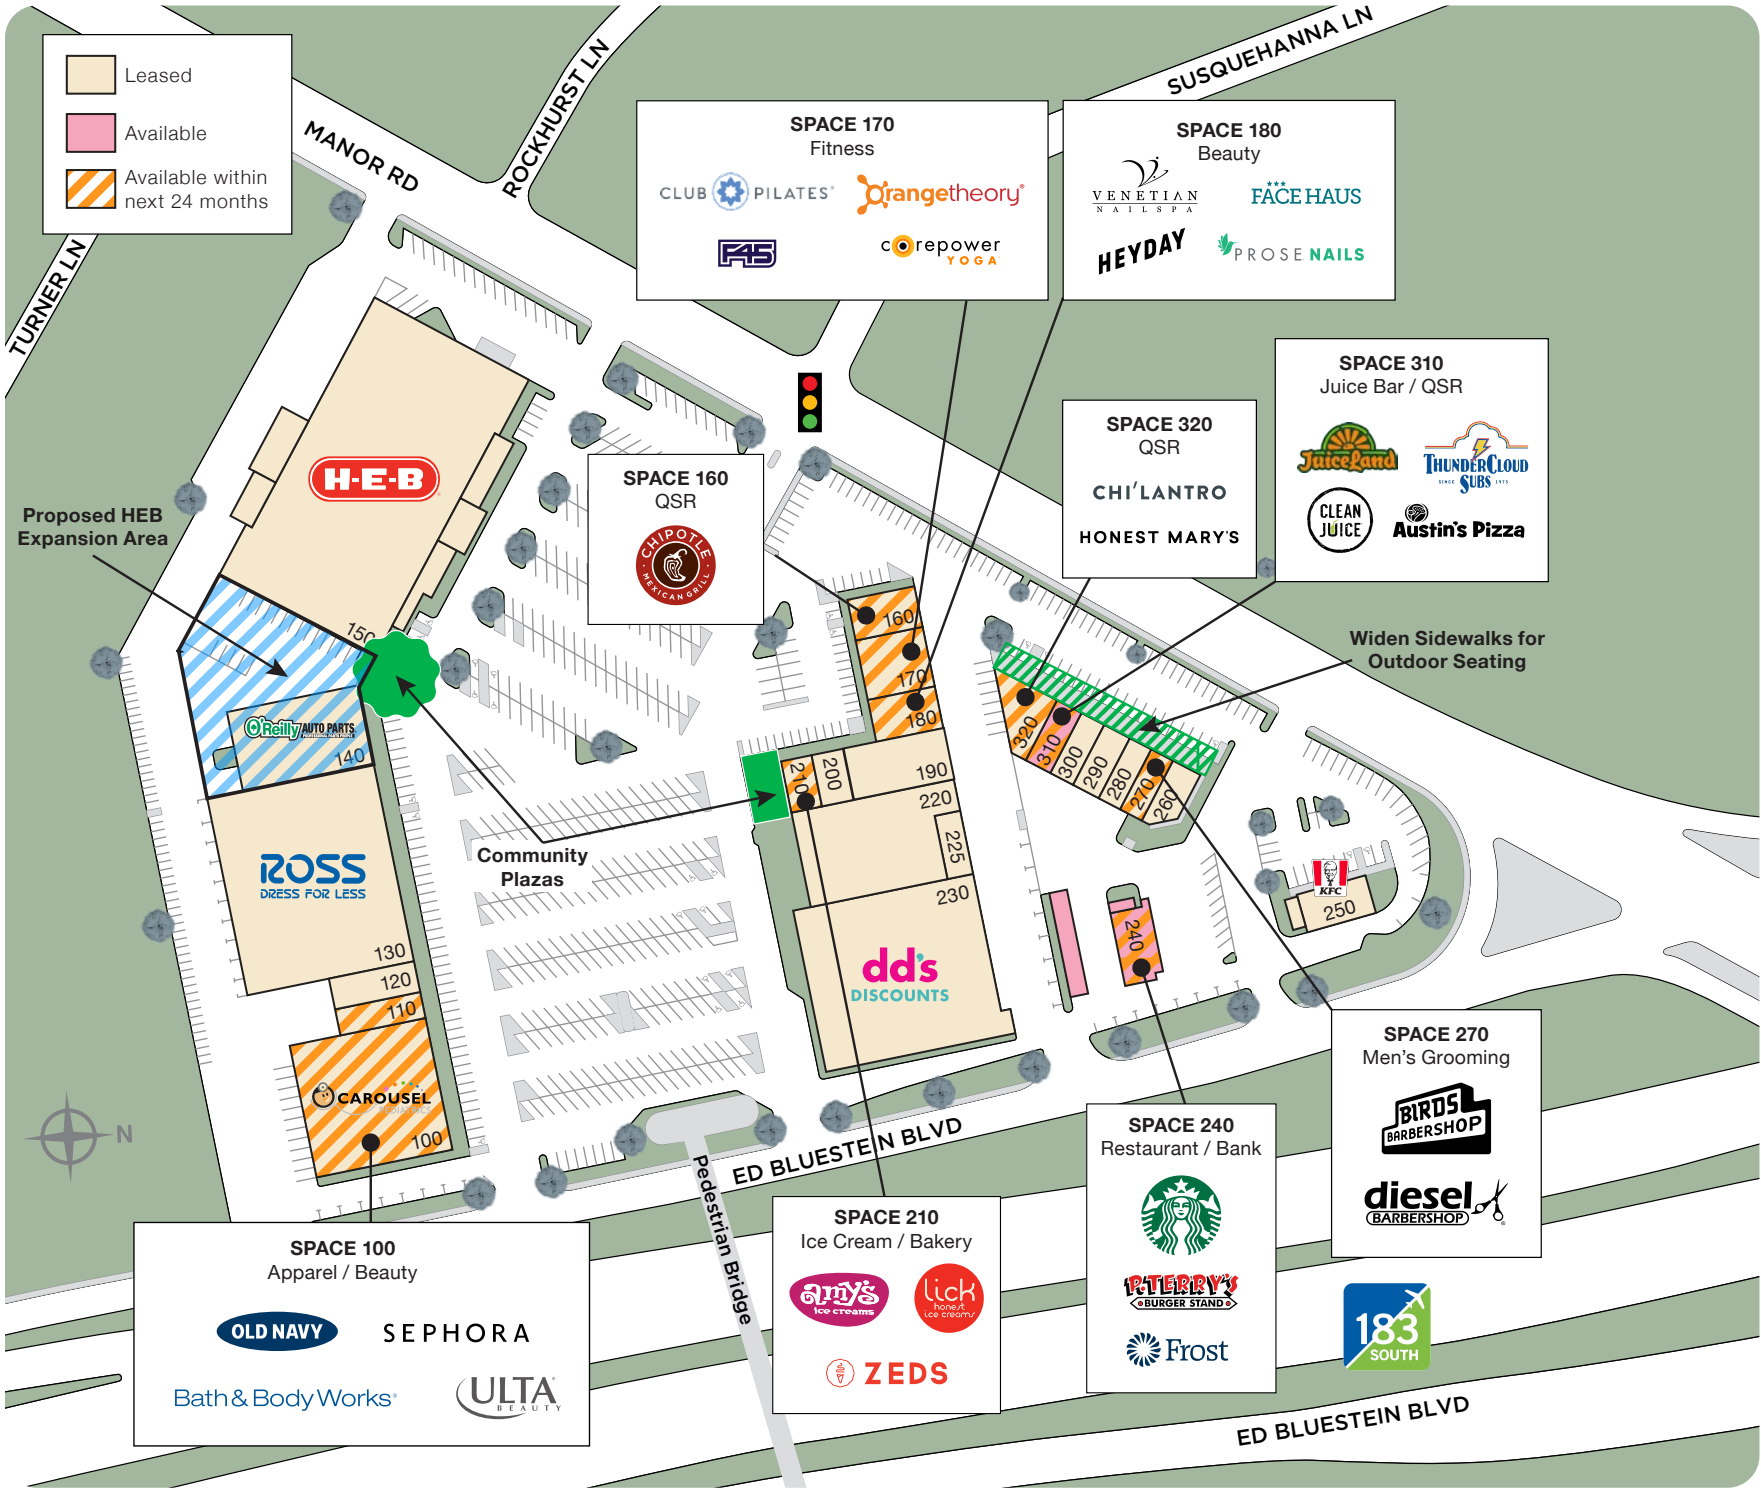 Leased
Available
Available within
next 24 months
MANOR RD
ROCKHURST LN
SUSQUEHANNA LN
TURNER LN
SPACE 170
Fitness
CLUB PILATES
Orangetheory
F45
corepower
YOGA
SPACE 180
Beauty
VENETIAN
NAILSPA
FACE HAUS
HEYDAY
PROSE NAILS
SPACE 310
Juice Bar / QSR
JuiceLand
THUNDERCLOUD
SUBS
SINCE 1975
CLEAN
JUICE
Austin's Pizza
SPACE 320
QSR
CHI'LANTRO
HONEST MARY'S
SPACE 160
QSR
CHIPOTLE
MEXICAN GRILL
H-E-B
Proposed HEB
Expansion Area
Widen Sidewalks for
Outdoor Seating
150
O'Reilly AUTO PARTS
140
160
170
180
190
200
210
220
225
230
320
310
300
290
280
270
260
KFC
250
240
Community
Plazas
ROSS
DRESS FOR LESS
130
120
110
CAROUSEL
PEDIATRICS
100
dd's
DISCOUNTS
N
ED BLUESTEIN BLVD
Pedestrian Bridge
SPACE 270
Men's Grooming
BIRDS
BARBERSHOP
diesel
BARBERSHOP
SPACE 240
Restaurant / Bank
P. TERRY'S
BURGER STAND
Frost
SPACE 210
Ice Cream / Bakery
amy's
ice creams
lick
honest
ice creams
ZEDS
SPACE 100
Apparel / Beauty
OLD NAVY
SEPHORA
Bath & Body Works
ULTA
BEAUTY
183
SOUTH
ED BLUESTEIN BLVD